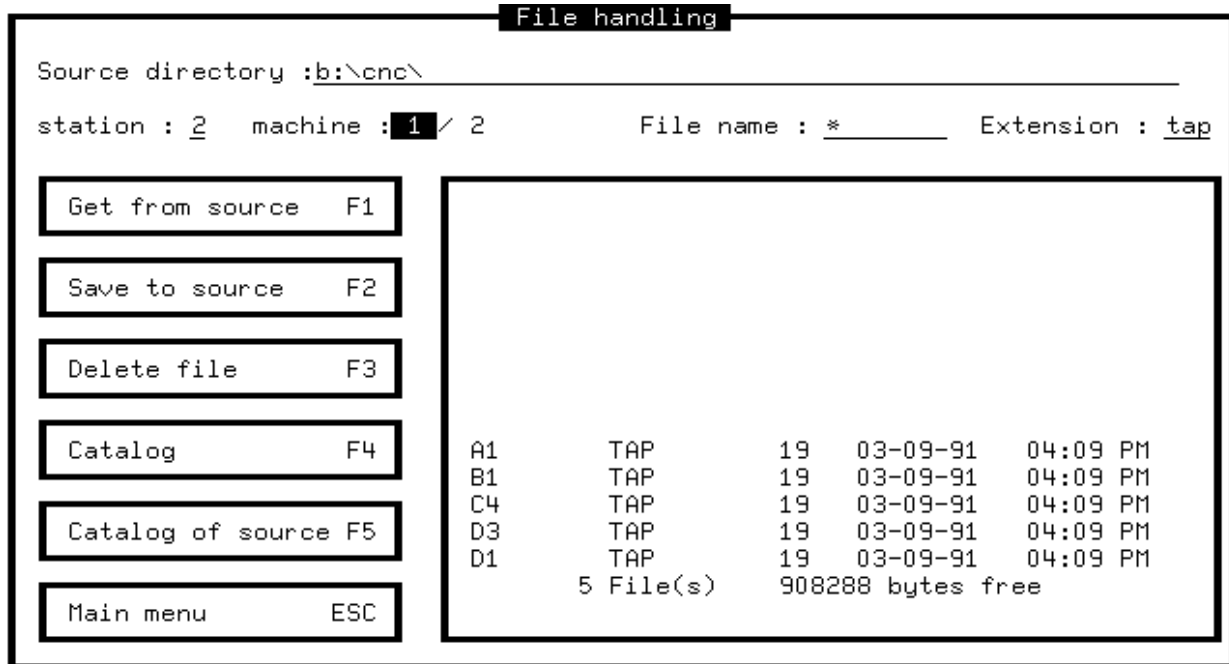 File handling
Source directory :b:\cnc\
station : 2 machine : 1 / 2 File name : * Extension : tap
Get from source F1
Save to source F2
Delete file F3
Catalog F4
Catalog of source F5
Main menu ESC
A1 TAP 19 03-09-91 04:09 PM
B1 TAP 19 03-09-91 04:09 PM
C4 TAP 19 03-09-91 04:09 PM
D3 TAP 19 03-09-91 04:09 PM
D1 TAP 19 03-09-91 04:09 PM
5 File(s) 908288 bytes free